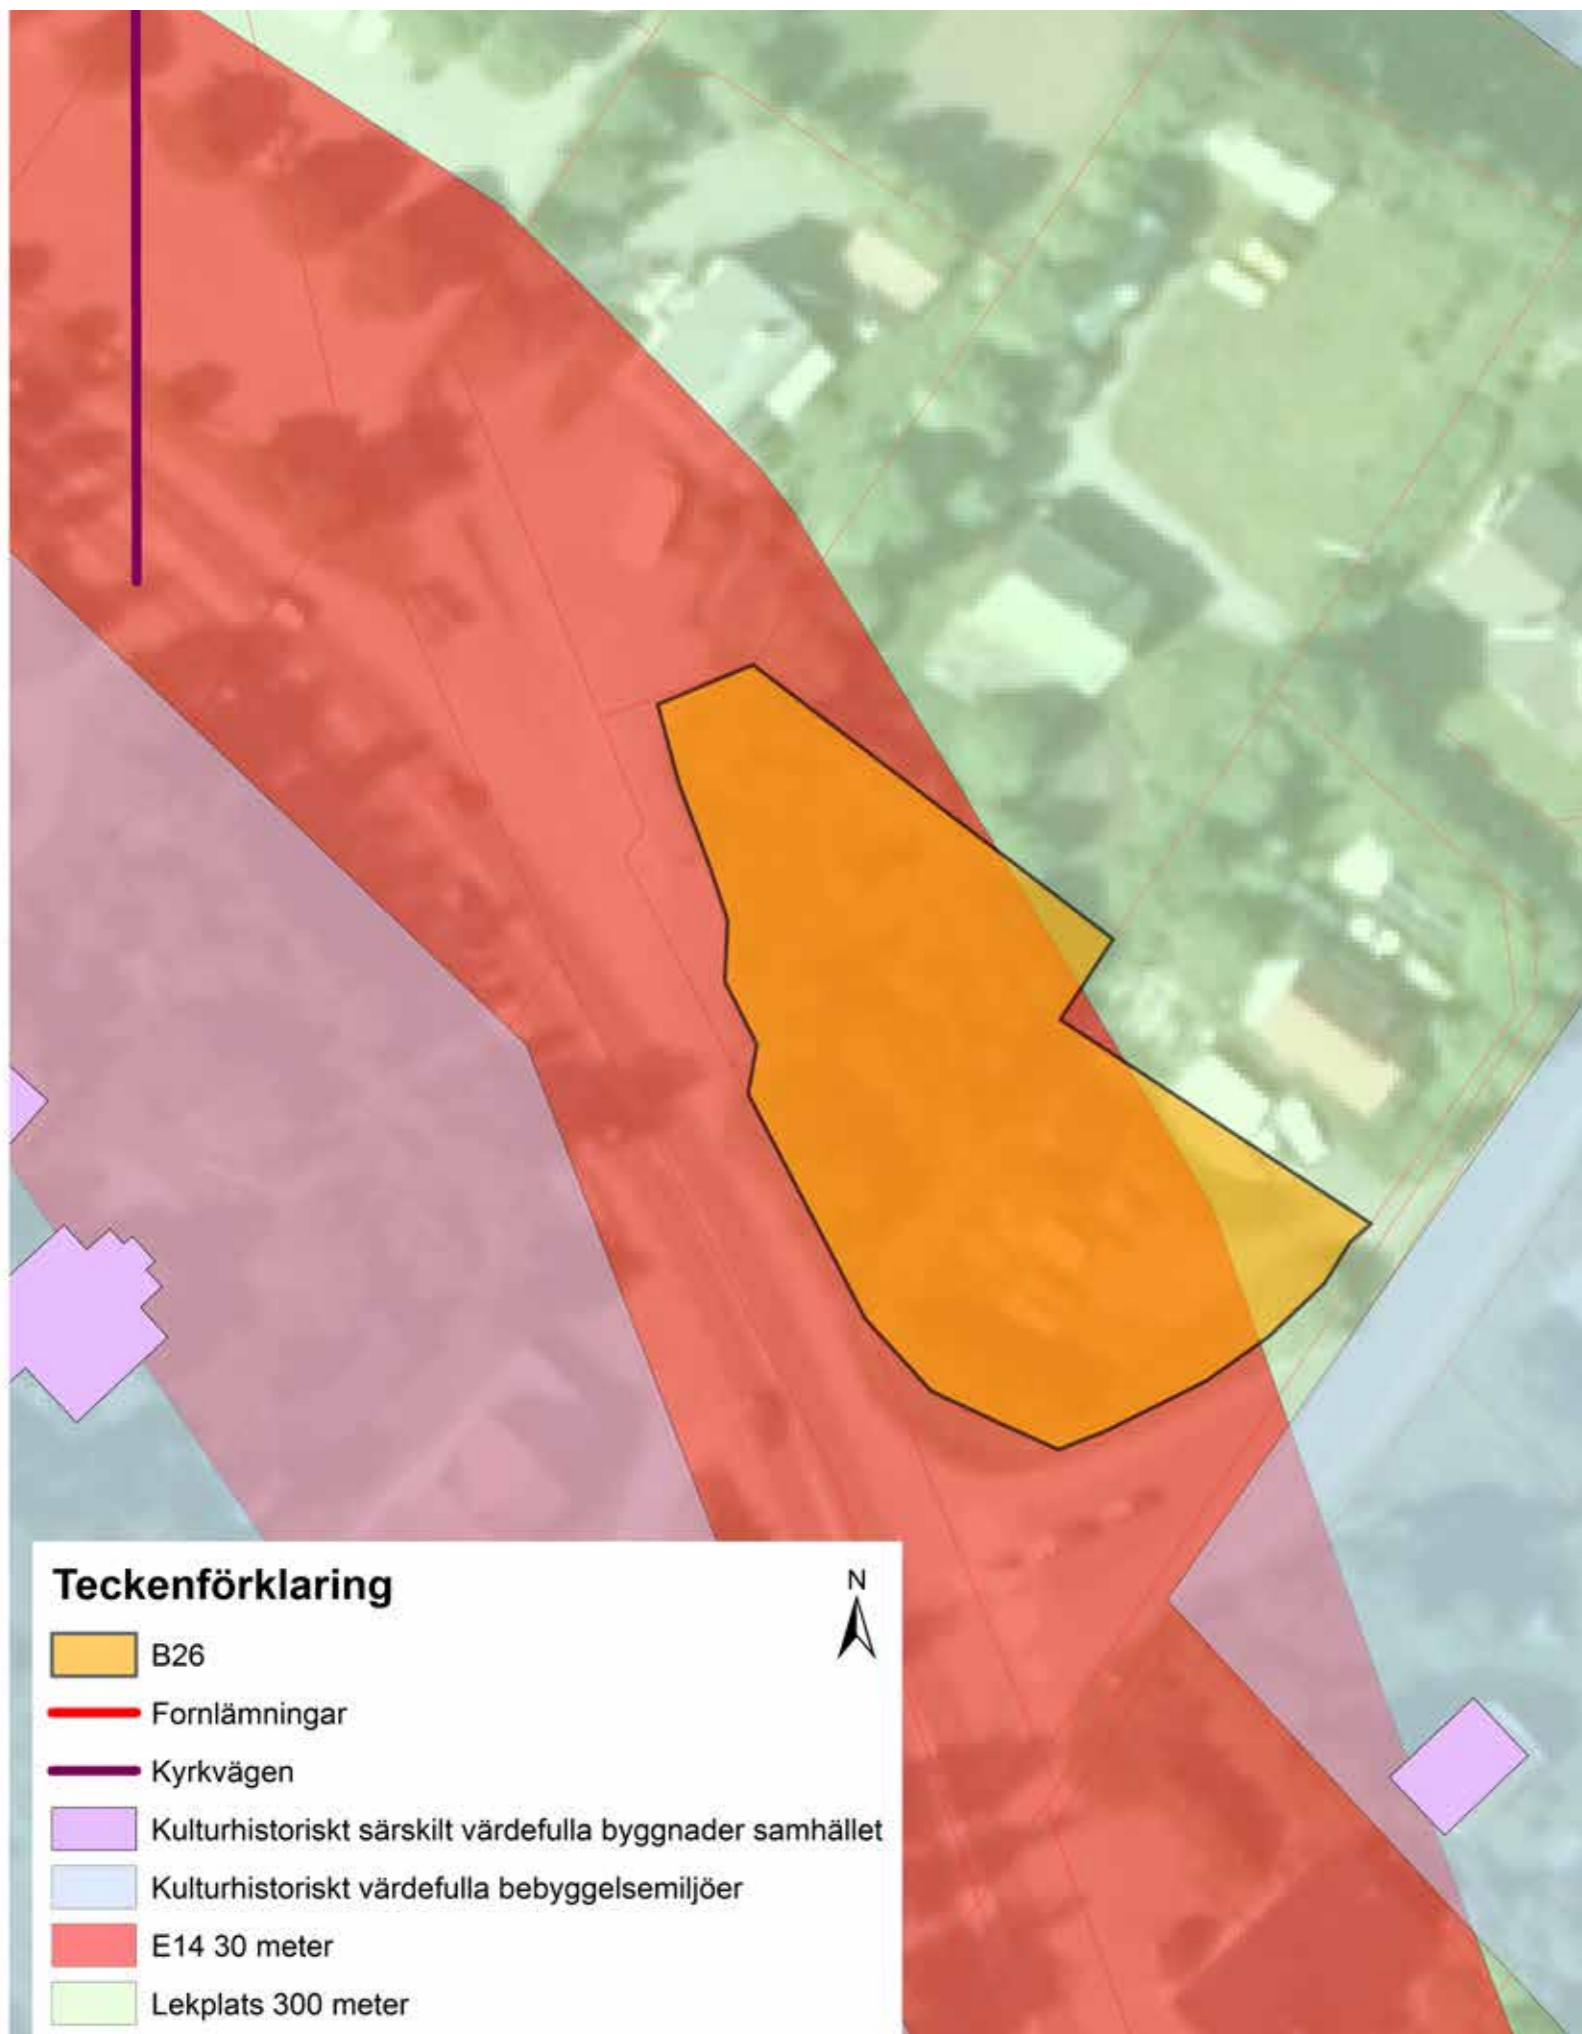 Teckenförklaring
N
B26
Fornlämningar
Kyrkvägen
Kulturhistoriskt särskilt värdefulla byggnader samhället
Kulturhistoriskt värdefulla bebyggelsemiljöer
E14 30 meter
Lekplats 300 meter